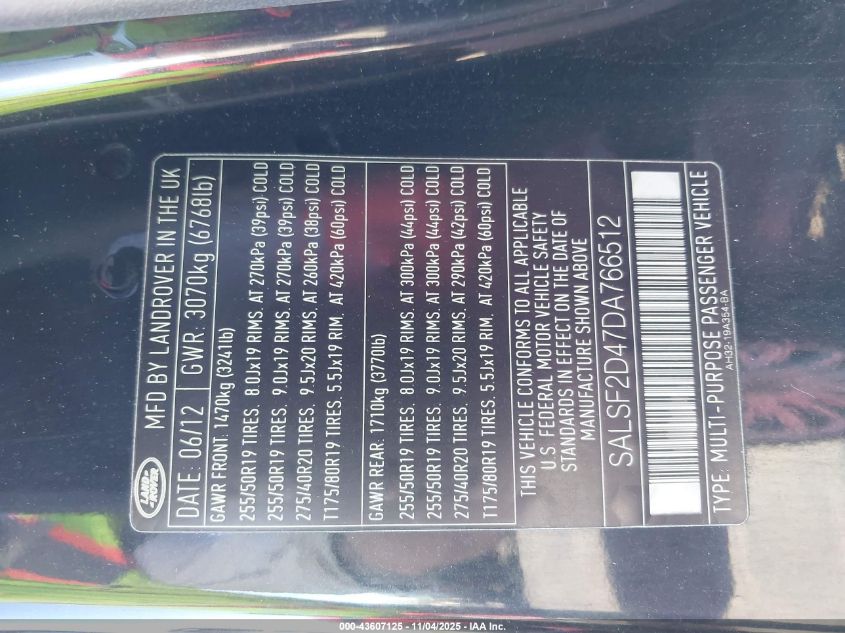 LAND
ROVER
MFD BY LANDROVER IN THE UK
DATE: 06/12 GWR: 3070kg (6768lb)
GAWR FRONT: 1470kg (3241lb)
255/50R19 TIRES. 8.0Jx19 RIMS. AT 270kPa (39psi) COLD
255/50R19 TIRES. 9.0Jx19 RIMS. AT 270kPa (39psi) COLD
275/40R20 TIRES. 9.5Jx20 RIMS. AT 260kPa (38psi) COLD
T175/80R19 TIRES. 5.5Jx19 RIM. AT 420kPa (60psi) COLD
GAWR REAR: 1710kg (3770lb)
255/50R19 TIRES. 8.0Jx19 RIMS. AT 300kPa (44psi) COLD
255/50R19 TIRES. 9.0Jx19 RIMS. AT 300kPa (44psi) COLD
275/40R20 TIRES. 9.5Jx20 RIMS. AT 290kPa (42psi) COLD
T175/80R19 TIRES. 5.5Jx19 RIM. AT 420kPa (60psi) COLD
THIS VEHICLE CONFORMS TO ALL APPLICABLE
U.S. FEDERAL MOTOR VEHICLE SAFETY
STANDARDS IN EFFECT ON THE DATE OF
MANUFACTURE SHOWN ABOVE
SALSF2D47DA766512
TYPE: MULTI-PURPOSE PASSENGER VEHICLE
AH32-19A354-BA
000-43607125 - 11/04/2025 - IAA Inc.